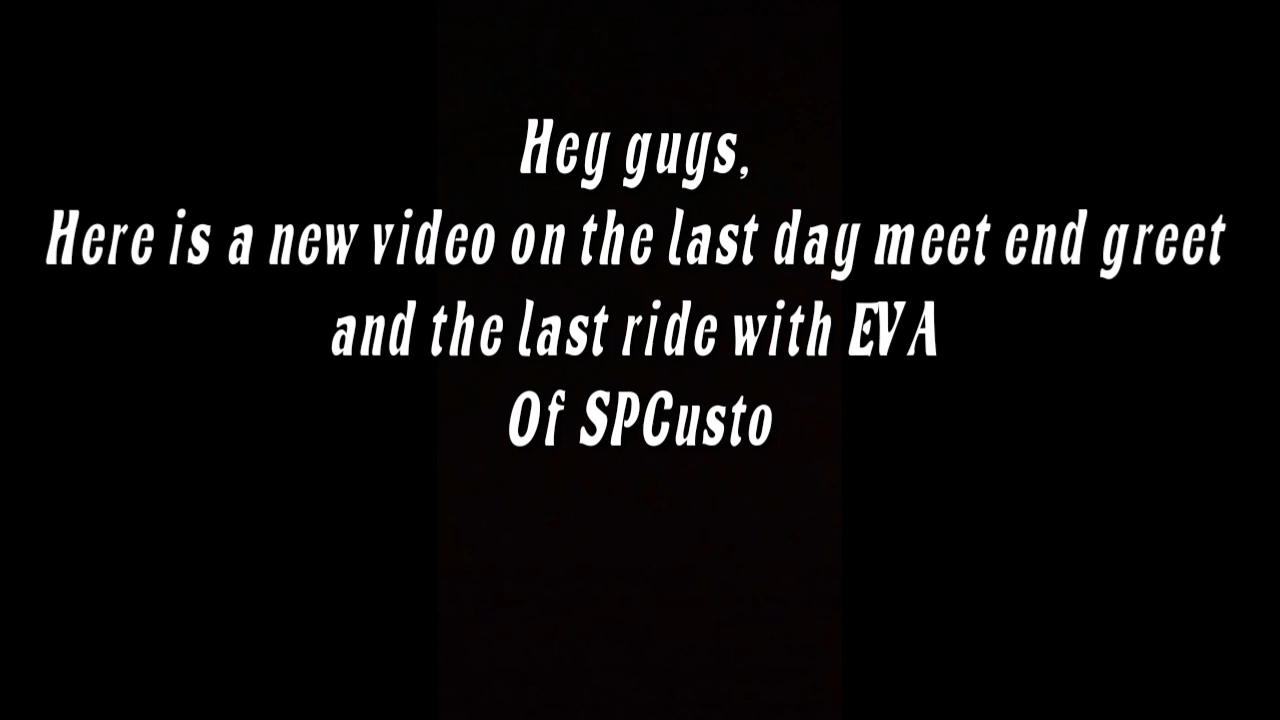 Hey guys,
Here is a new video on the last day meet end greet
and the last ride with EVA
Of SPCusto